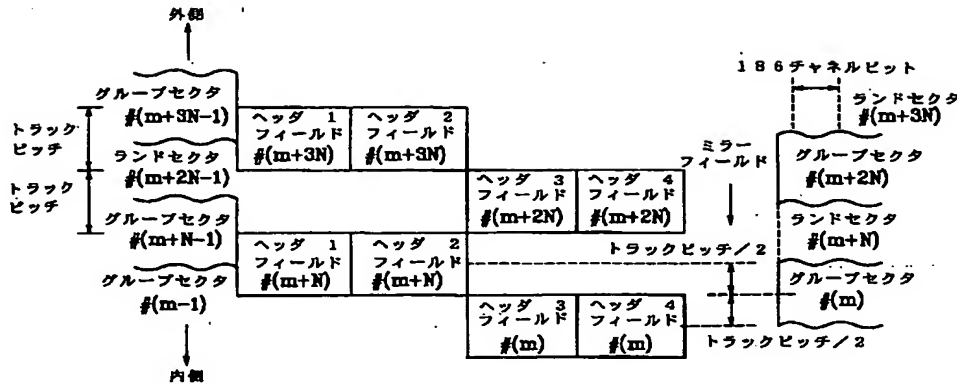 外側
グルーブセクタ
#(m+3N-1)
トラック
ピッチ
ランドセクタ
#(m+2N-1)
トラック
ピッチ
グルーブセクタ
#(m+N-1)
グルーブセクタ
#(m-1)
内側
ヘッダ 1
フィールド
#(m+3N)
ヘッダ 2
フィールド
#(m+3N)
ヘッダ 3
フィールド
#(m+2N)
ヘッダ 4
フィールド
#(m+2N)
ヘッダ 1
フィールド
#(m+N)
ヘッダ 2
フィールド
#(m+N)
ヘッダ 3
フィールド
#(m)
ヘッダ 4
フィールド
#(m)
186チャネルビット
ランドセクタ
#(m+3N)
ミラー
フィールド
グルーブセクタ
#(m+2N)
ランドセクタ
#(m+N)
トラックピッチ/2
グルーブセクタ
#(m)
トラックピッチ/2